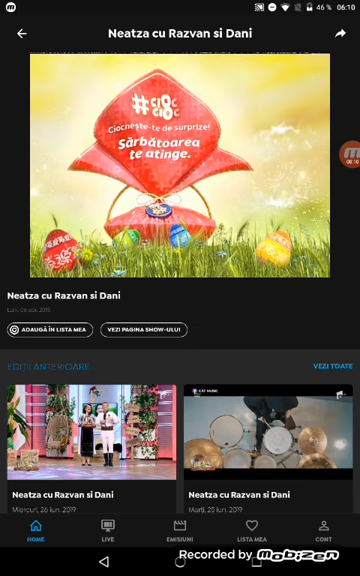 46 % 06:10
Neatza cu Razvan si Dani
#CIOC CIOC
Ciocnește-te de surprize!
Sărbătoarea te atinge.
Neatza cu Razvan si Dani
ADAUGĂ ÎN LISTA MEA
VEZI PAGINA SHOW-ULUI
EDIȚII ANTERIOARE
VEZI TOATE
CAT MUSIC
Neatza cu Razvan si Dani
Miercuri, 26 iun. 2019
Neatza cu Razvan si Dani
Marți, 25 iun. 2019
HOME
LIVE
EMISIUNI
LISTA MEA
CONT
Recorded by Mobizen